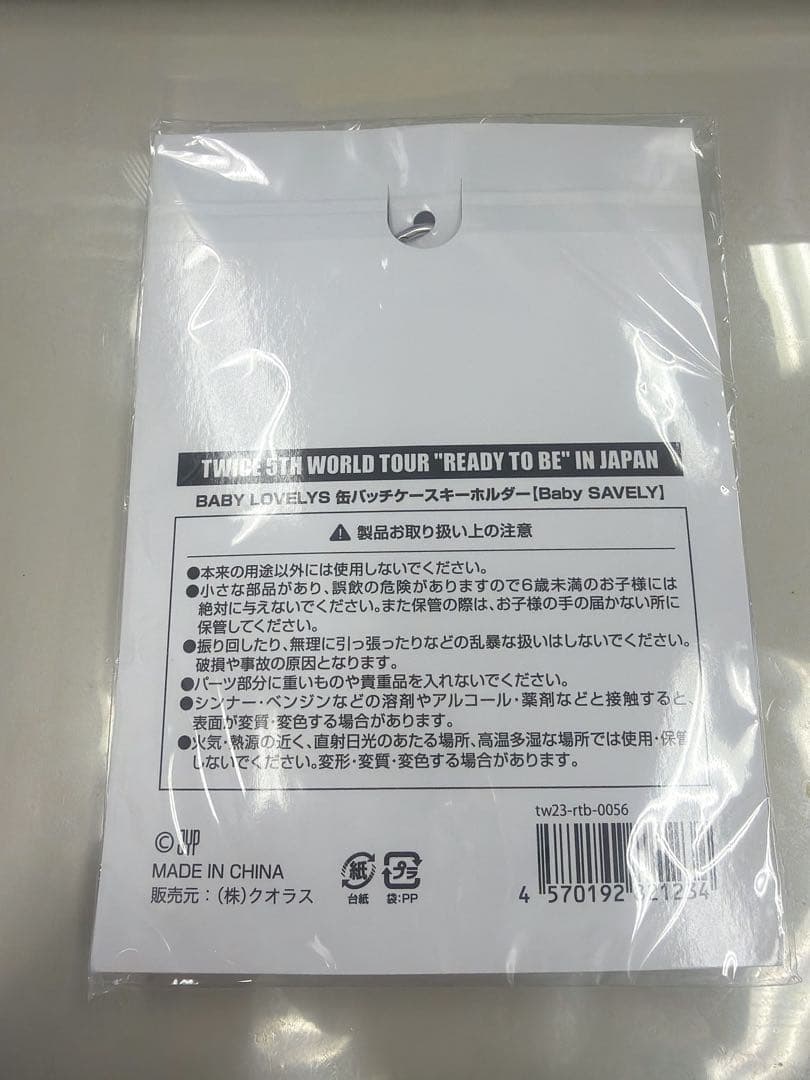 TWICE 5TH WORLD TOUR "READY TO BE" IN JAPAN
BABY LOVELYS 缶バッチケースキーホルダー【Baby SAVELY】
製品お取り扱い上の注意
●本来の用途以外には使用しないでください。
●小さな部品があり、誤飲の危険がありますので6歳未満のお子様には
絶対に与えないでください。また保管の際は、お子様の手の届かない所に
保管してください。
●振り回したり、無理に引っ張ったりなどの乱暴な扱いはしないでください。
破損や事故の原因となります。
●パーツ部分に重いものや貴重品を入れないでください。
●シンナー・ベンジンなどの溶剤やアルコール・薬剤などと接触すると、
表面が変質・変色する場合があります。
●火気・熱源の近く、直射日光のあたる場所、高温多湿な場所では使用・保管
しないでください。変形・変質・変色する場合があります。
tw23-rtb-0056
©JYP
MADE IN CHINA
販売元：(株)クオラス
紙
台紙
プラ
袋:PP
4 570192 321234